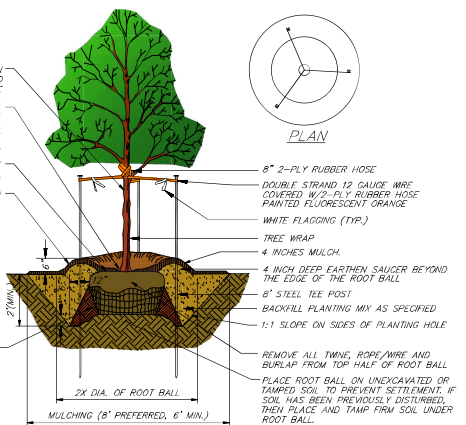 PLAN
8" 2-PLY RUBBER HOSE
DOUBLE STRAND 12 GAUGE WIRE
COVERED W/2-PLY RUBBER HOSE
PAINTED FLUORESCENT ORANGE
WHITE FLAGGING (TYP.)
TREE WRAP
4 INCHES MULCH.
4 INCH DEEP EARTHEN SAUCER BEYOND
THE EDGE OF THE ROOT BALL
8' STEEL TEE POST
BACKFILL PLANTING MIX AS SPECIFIED
1:1 SLOPE ON SIDES OF PLANTING HOLE
REMOVE ALL TWINE, ROPE/WIRE AND
BURLAP FROM TOP HALF OF ROOT BALL
PLACE ROOT BALL ON UNEXCAVATED OR
TAMPED SOIL TO PREVENT SETTLEMENT. IF
SOIL HAS BEEN PREVIOUSLY DISTURBED,
THEN PLACE AND TAMP FIRM SOIL UNDER
ROOT BALL.
6"
12"
2'(MIN.)
2X DIA. OF ROOT BALL
MULCHING (8' PREFERRED, 6' MIN.)